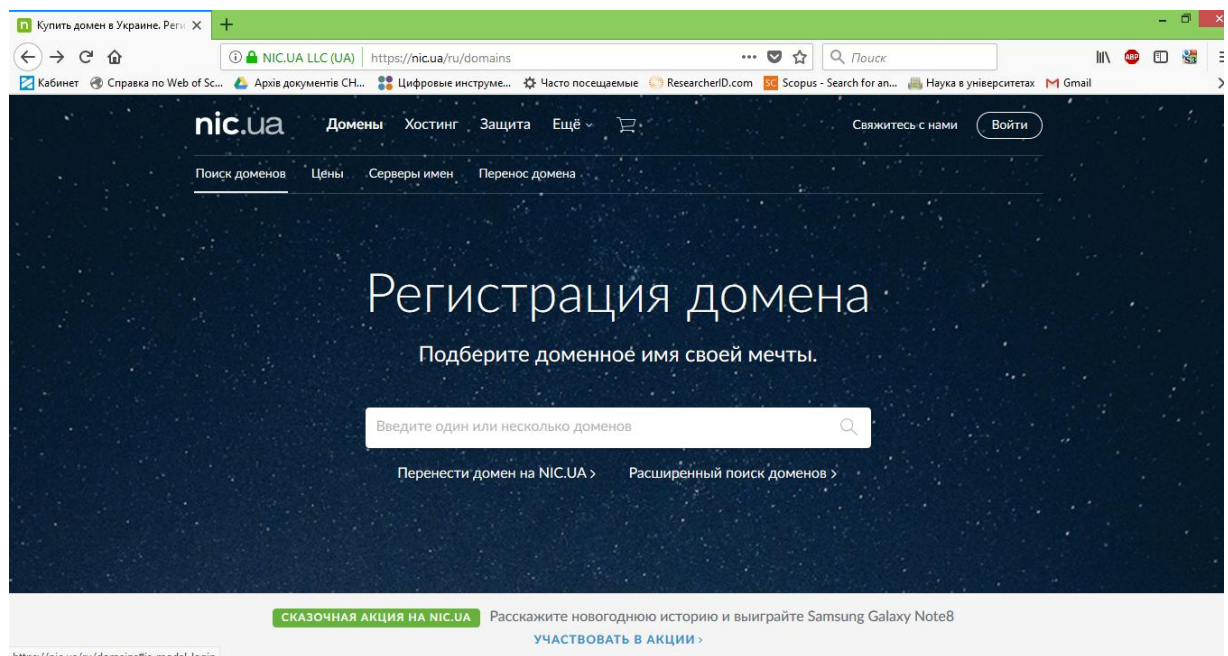 Купить домен в Украине. Реги
NIC.UA LLC (UA) https://nic.ua/ru/domains Поиск
Кабинет Справка по Web of Sc... Архів документів СН... Цифровые инструме... Часто посещаемые ResearcherID.com Scopus - Search for an... Наука в університетах Gmail
nic.ua Домены Хостинг Защита Ещё Свяжитесь с нами Войти
Поиск доменов Цены Серверы имен Перенос домена
Регистрация домена
Подберите доменное имя своей мечты.
Введите один или несколько доменов
Перенести домен на NIC.UA > Расширенный поиск доменов >
СКАЗОЧНАЯ АКЦИЯ НА NIC.UA Расскажите новогоднюю историю и выиграйте Samsung Galaxy Note8
УЧАСТВОВАТЬ В АКЦИИ >